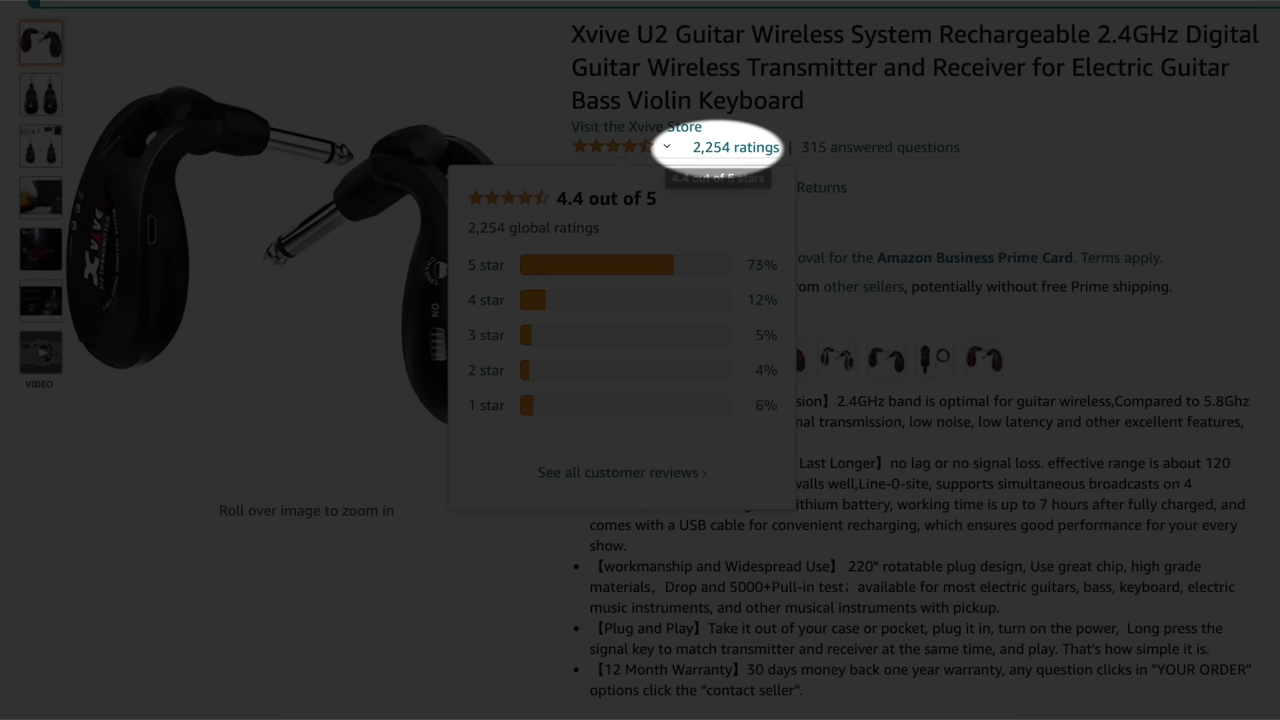 Xvive U2 Guitar Wireless System Rechargeable 2.4GHz Digital
Guitar Wireless Transmitter and Receiver for Electric Guitar
Bass Violin Keyboard
Visit the Xvive Store
2,254 ratings | 315 answered questions
4.4 out of 5 stars
Returns
4.4 out of 5
2,254 global ratings
5 star 73%
4 star 12%
3 star 5%
2 star 4%
1 star 6%
See all customer reviews ›
oval for the Amazon Business Prime Card. Terms apply.
om other sellers, potentially without free Prime shipping.
sion】2.4GHz band is optimal for guitar wireless,Compared to 5.8Ghz
nal transmission, low noise, low latency and other excellent features,
Last Longer】no lag or no signal loss. effective range is about 120
walls well,Line-0-site, supports simultaneous broadcasts on 4
ithium battery, working time is up to 7 hours after fully charged, and
comes with a USB cable for convenient recharging, which ensures good performance for your every
show.
• 【workmanship and Widespread Use】 220° rotatable plug design, Use great chip, high grade
materials，Drop and 5000+Pull-in test；available for most electric guitars, bass, keyboard, electric
music instruments, and other musical instruments with pickup.
• 【Plug and Play】Take it out of your case or pocket, plug it in, turn on the power, Long press the
signal key to match transmitter and receiver at the same time, and play. That's how simple it is.
• 【12 Month Warranty】30 days money back one year warranty, any question clicks in "YOUR ORDER"
options click the "contact seller".
VIDEO
Roll over image to zoom in
Xvive
U2 TRANSMITTER
ON